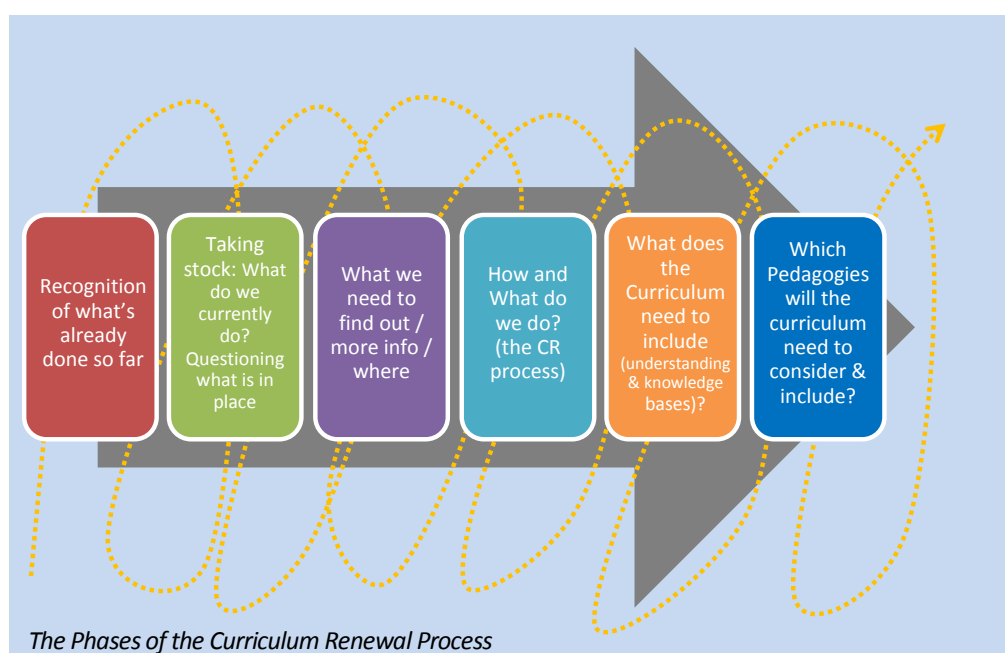 Recognition
of what's
already
done so far
Taking
stock: What
do we
currently
do?
Questioning
what is in
place
What we
need to
find out /
more info /
where
How and
What do
we do?
(the CR
process)
What does
the
Curriculum
need to
include
(understanding
& knowledge
bases)?
Which
Pedagogies
will the
curriculum
need to
consider &
include?
The Phases of the Curriculum Renewal Process